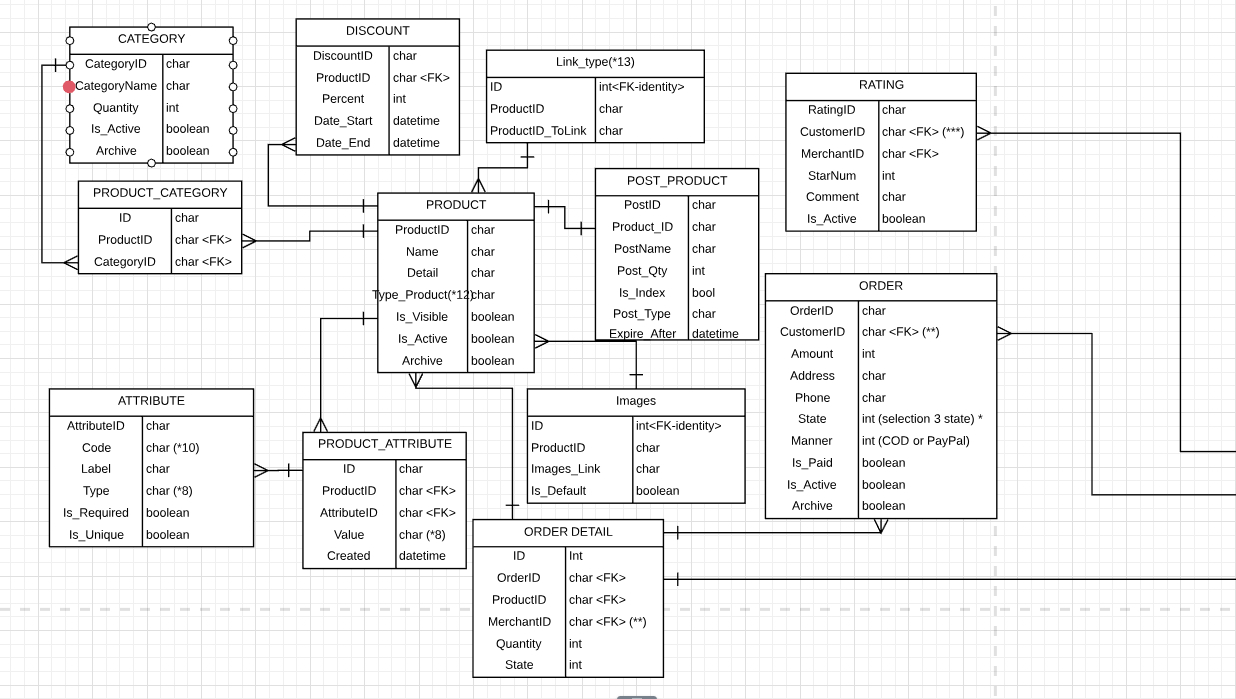 CATEGORY
CategoryID char
CategoryName char
Quantity int
Is_Active boolean
Archive boolean
DISCOUNT
DiscountID char
ProductID char <FK>
Percent int
Date_Start datetime
Date_End datetime
Link_type(*13)
ID int<FK-identity>
ProductID char
ProductID_ToLink char
RATING
RatingID char
CustomerID char <FK> (***)
MerchantID char <FK>
StarNum int
Comment char
Is_Active boolean
PRODUCT_CATEGORY
ID char
ProductID char <FK>
CategoryID char <FK>
PRODUCT
ProductID char
Name char
Detail char
Type_Product(*12) char
Is_Visible boolean
Is_Active boolean
Archive boolean
POST_PRODUCT
PostID char
Product_ID char
PostName char
Post_Qty int
Is_Index bool
Post_Type char
Expire_After datetime
ORDER
OrderID char
CustomerID char <FK> (**)
Amount int
Address char
Phone char
State int (selection 3 state) *
Manner int (COD or PayPal)
Is_Paid boolean
Is_Active boolean
Archive boolean
ATTRIBUTE
AttributeID char
Code char (*10)
Label char
Type char (*8)
Is_Required boolean
Is_Unique boolean
PRODUCT_ATTRIBUTE
ID char
ProductID char <FK>
AttributeID char <FK>
Value char (*8)
Created datetime
Images
ID int<FK-identity>
ProductID char
Images_Link char
Is_Default boolean
ORDER DETAIL
ID Int
OrderID char <FK>
ProductID char <FK>
MerchantID char <FK> (**)
Quantity int
State int